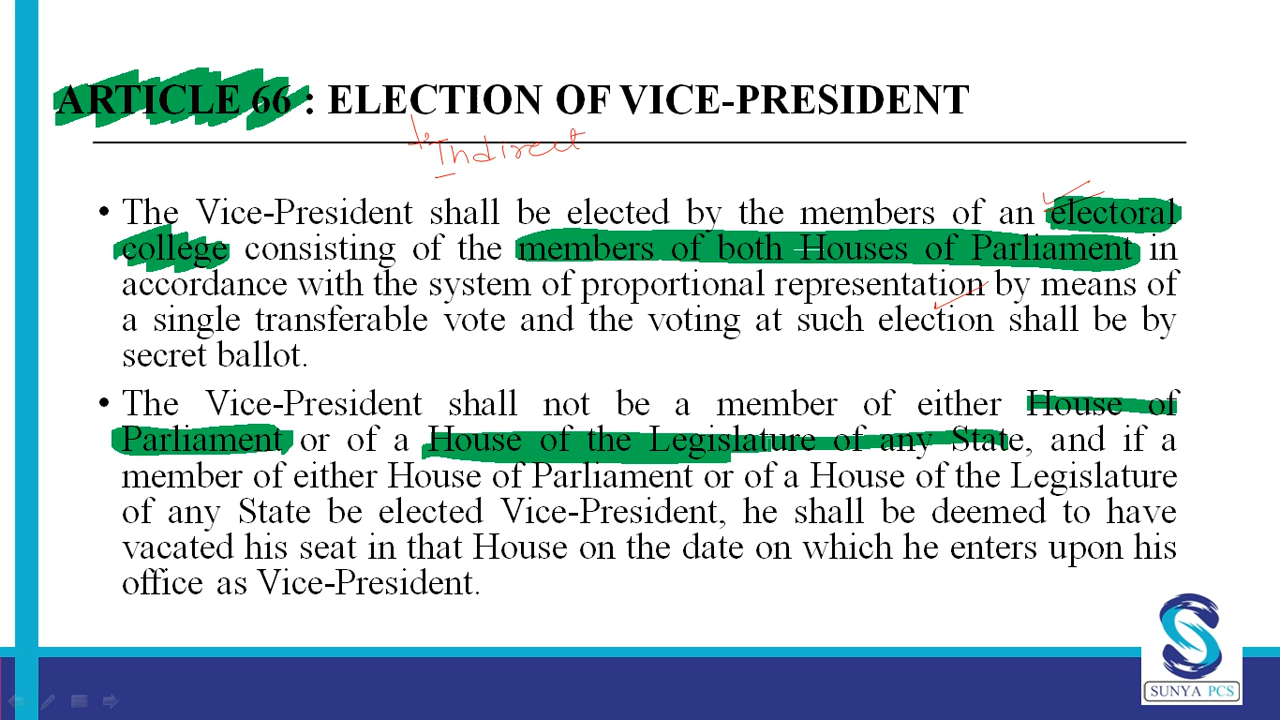 ARTICLE 66 : ELECTION OF VICE-PRESIDENT
Indirect
• The Vice-President shall be elected by the members of an electoral
college consisting of the members of both Houses of Parliament in
accordance with the system of proportional representation by means of
a single transferable vote and the voting at such election shall be by
secret ballot.
• The Vice-President shall not be a member of either House of
Parliament or of a House of the Legislature of any State, and if a
member of either House of Parliament or of a House of the Legislature
of any State be elected Vice-President, he shall be deemed to have
vacated his seat in that House on the date on which he enters upon his
office as Vice-President.
SUNYA PCS